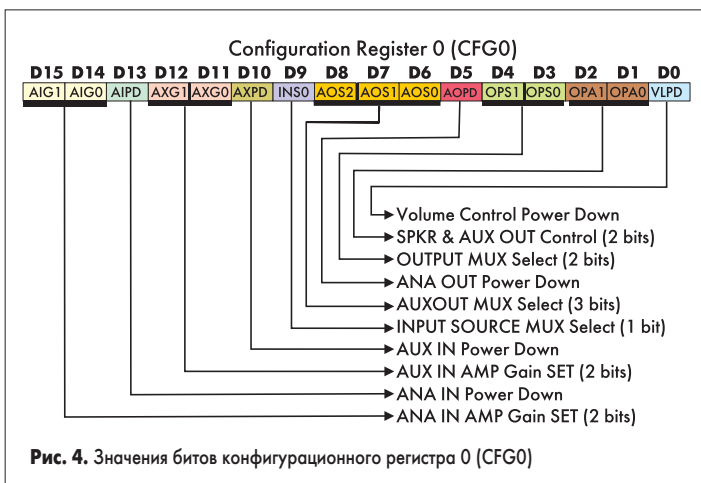 Configuration Register 0 (CFG0)
D15 D14 D13 D12 D11 D10 D9 D8 D7 D6 D5 D4 D3 D2 D1 D0
AIG1 AIG0 AIPD AXG1 AXG0 AXPD INS0 AOS2 AOS1 AOS0 AOPD OPS1 OPS0 OPA1 OPA0 VLPD
Volume Control Power Down
SPKR & AUX OUT Control (2 bits)
OUTPUT MUX Select (2 bits)
ANA OUT Power Down
AUXOUT MUX Select (3 bits)
INPUT SOURCE MUX Select (1 bit)
AUX IN Power Down
AUX IN AMP Gain SET (2 bits)
ANA IN Power Down
ANA IN AMP Gain SET (2 bits)
Рис. 4. Значения битов конфигурационного регистра 0 (CFG0)